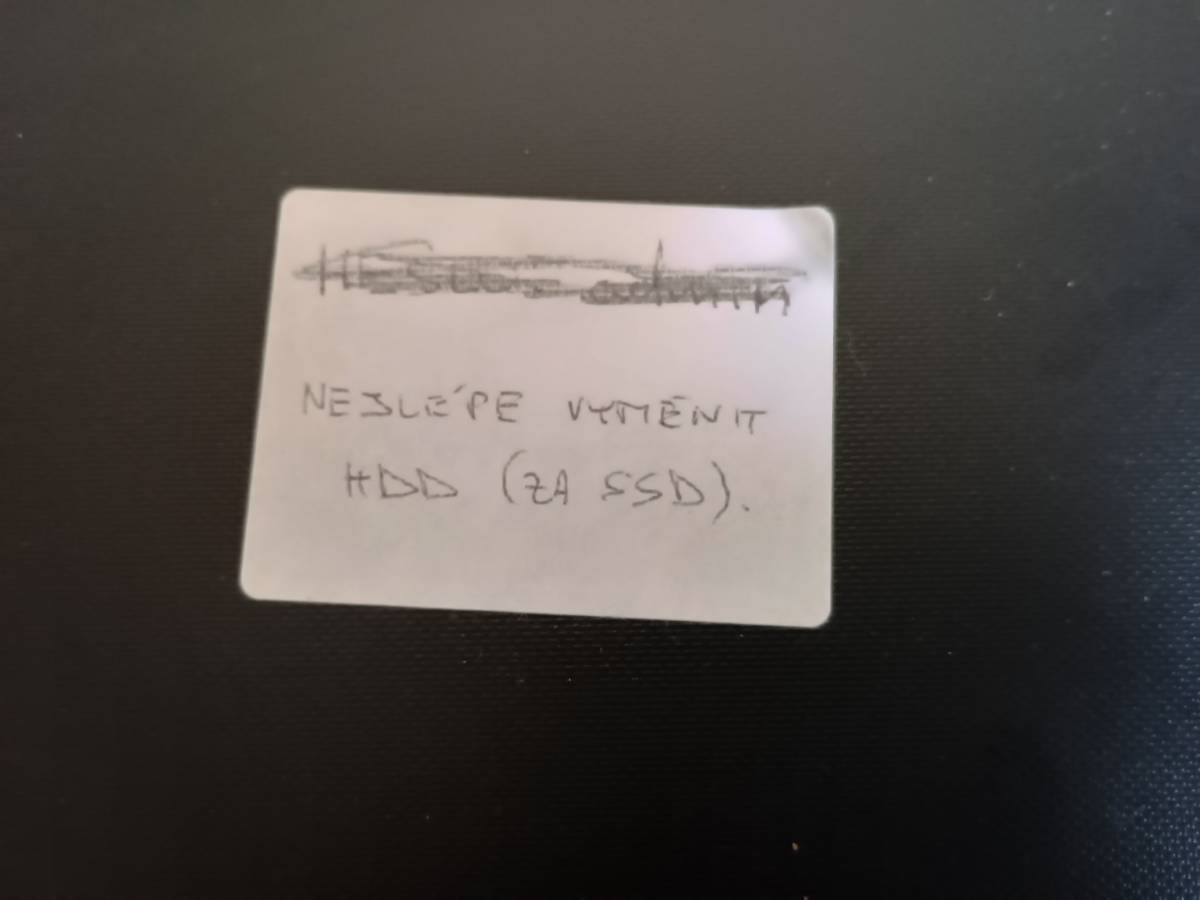 NEJLÉPE VYMĚNIT
HDD (ZA SSD).